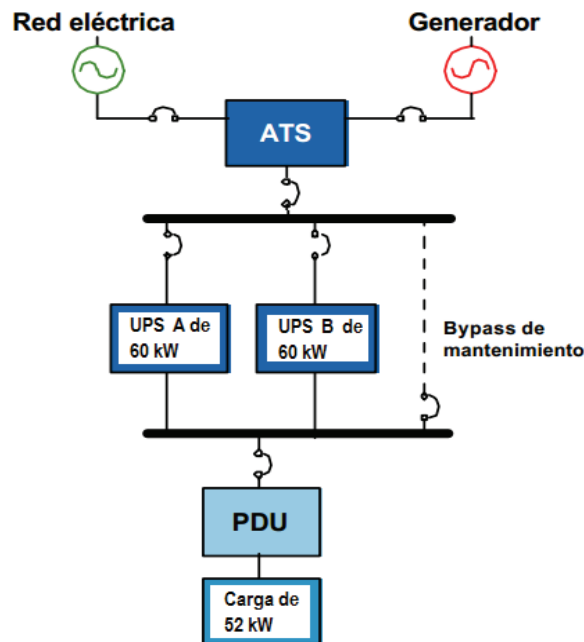 Red eléctrica
Generador
ATS
UPS A de
60 kW
UPS B de
60 kW
Bypass de
mantenimiento
PDU
Carga de
52 kW